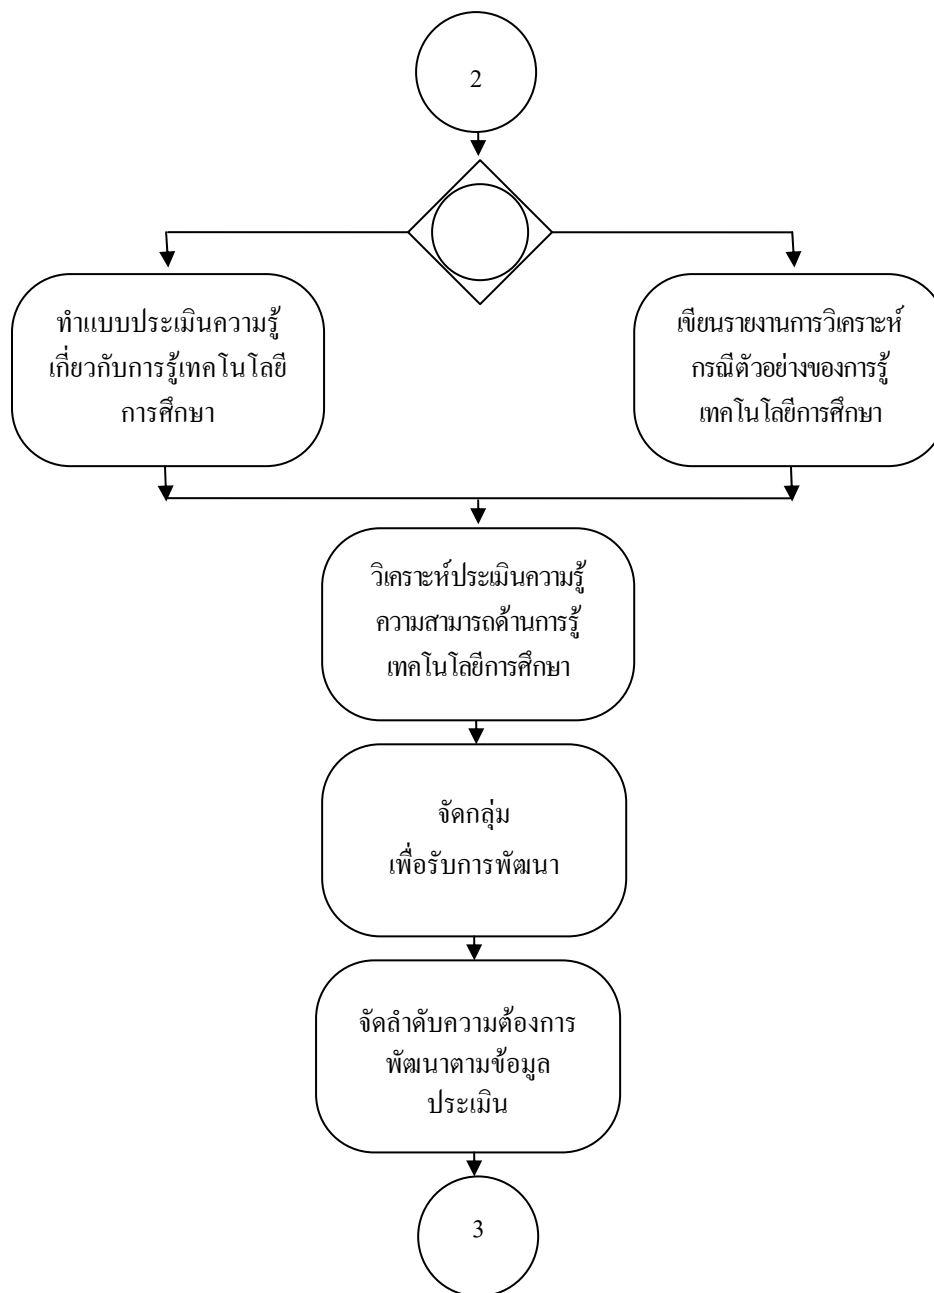 2
ทำแบบประเมินความรู้
เกี่ยวกับการรู้เทคโนโลยี
การศึกษา
เขียนรายงานการวิเคราะห์
กรณีตัวอย่างของการรู้
เทคโนโลยีการศึกษา
วิเคราะห์ประเมินความรู้
ความสามารถด้านการรู้
เทคโนโลยีการศึกษา
จัดกลุ่ม
เพื่อรับการพัฒนา
จัดลำดับความต้องการ
พัฒนาตามข้อมูล
ประเมิน
3